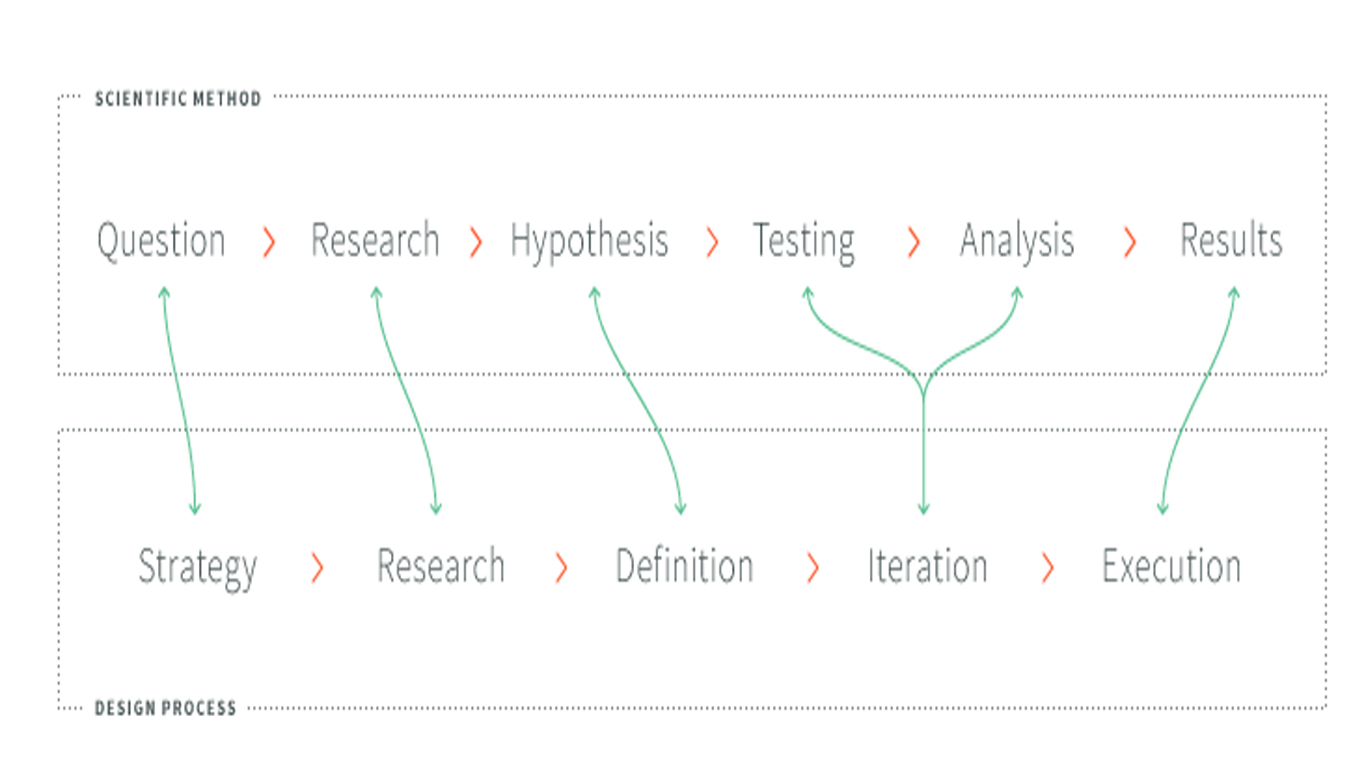 SCIENTIFIC METHOD
Question > Research > Hypothesis > Testing > Analysis > Results
Strategy > Research > Definition > Iteration > Execution
DESIGN PROCESS